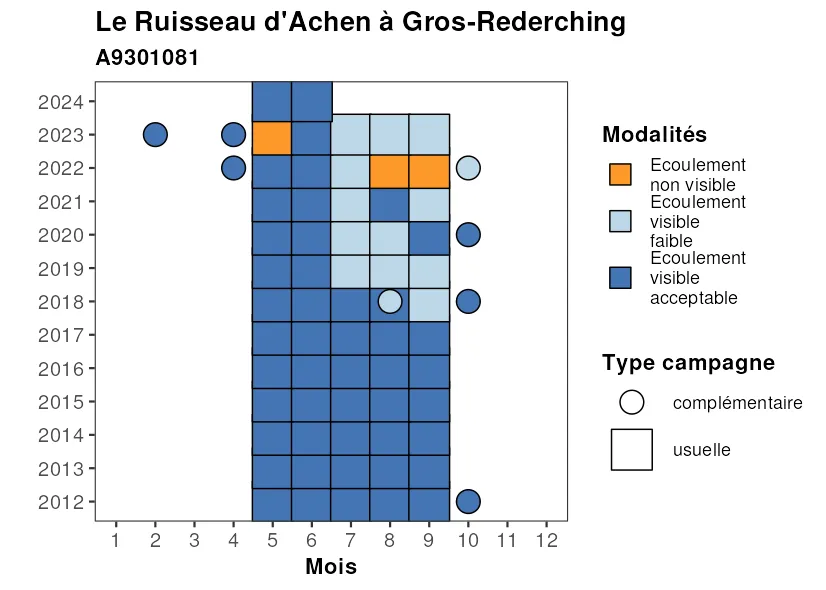 Le Ruisseau d'Achen à Gros-Rederching
A9301081
2024
2023
2022
2021
2020
2019
2018
2017
2016
2015
2014
2013
2012
1 2 3 4 5 6 7 8 9 10 11 12
Mois
Modalités
Ecoulement
non visible
Ecoulement
visible
faible
Ecoulement
visible
acceptable
Type campagne
complémentaire
usuelle